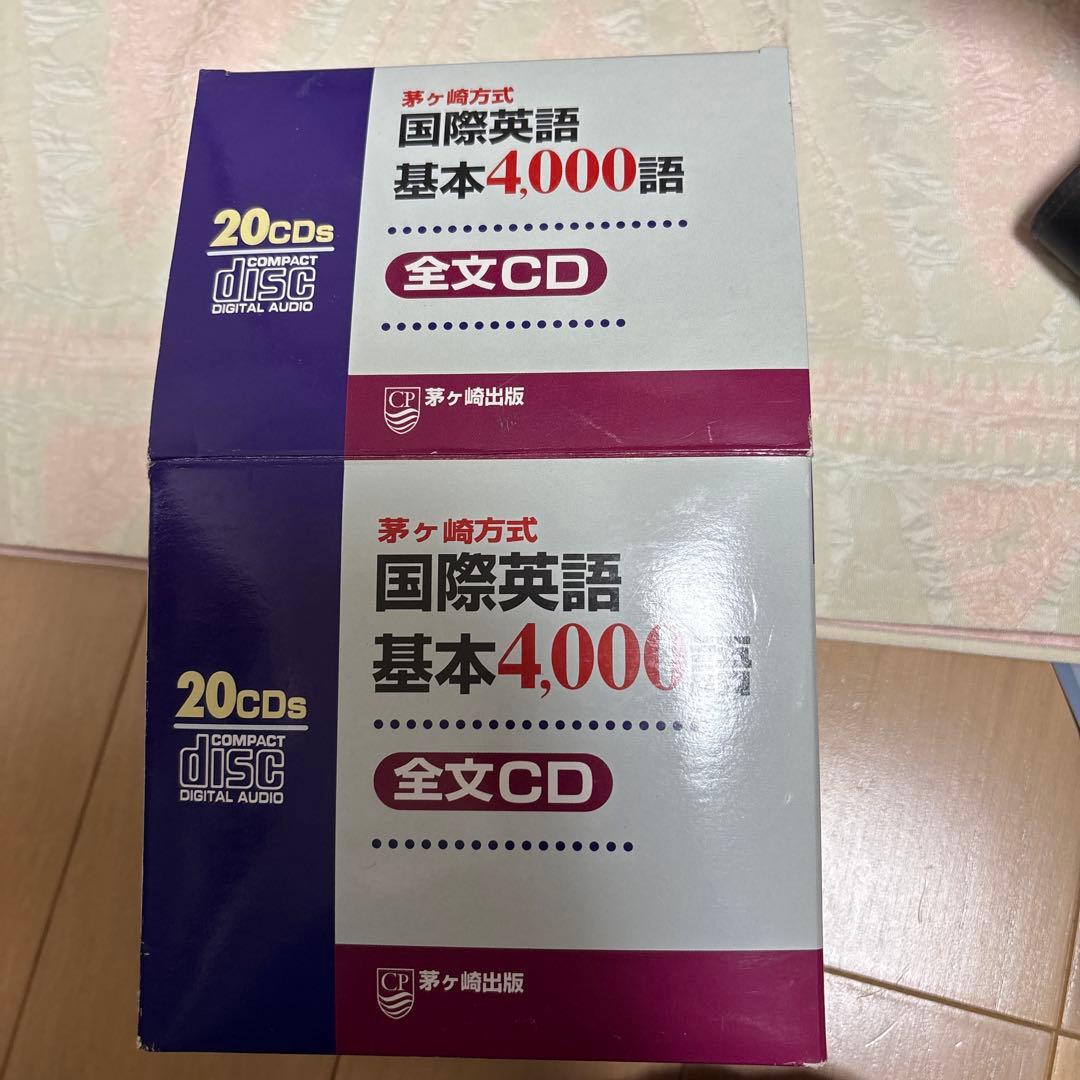 茅ヶ崎方式
国際英語
基本4,000語
20CDs
COMPACT
disc
DIGITAL AUDIO
全文CD
CP 茅ヶ崎出版
茅ヶ崎方式
国際英語
基本4,000語
20CDs
COMPACT
disc
DIGITAL AUDIO
全文CD
CP 茅ヶ崎出版